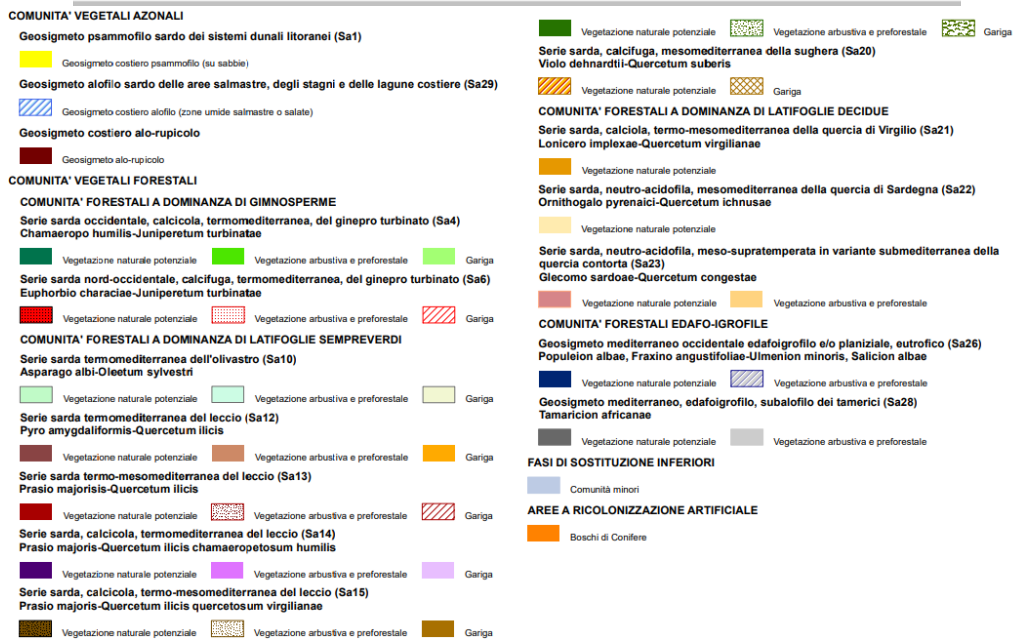 COMUNITA' VEGETALI AZONALI
Geosigmeto psammofilo sardo dei sistemi dunali litoranei (Sa1)
Geosigmeto costiero psammofilo (su sabbie)
Geosigmeto alofilo sardo delle aree salmastre, degli stagni e delle lagune costiere (Sa29)
Geosigmeto costiero alofilo (zone umide salmastre o salate)
Geosigmeto costiero alo-rupicolo
Geosigmeto alo-rupicolo
COMUNITA' VEGETALI FORESTALI
COMUNITA' FORESTALI A DOMINANZA DI GIMNOSPERME
Serie sarda occidentale, calcicola, termomediterranea, del ginepro turbinato (Sa4)
Chamaeropo humilis-Juniperetum turbinatae
Vegetazione naturale potenziale Vegetazione arbustiva e preforestale Gariga
Serie sarda nord-occidentale, calcifuga, termomediterranea, del ginepro turbinato (Sa6)
Euphorbio characiae-Juniperetum turbinatae
Vegetazione naturale potenziale Vegetazione arbustiva e preforestale Gariga
COMUNITA' FORESTALI A DOMINANZA DI LATIFOGLIE SEMPREVERDI
Serie sarda termomediterranea dell'olivastro (Sa10)
Asparago albi-Oleetum sylvestri
Vegetazione naturale potenziale Vegetazione arbustiva e preforestale Gariga
Serie sarda termomediterranea del leccio (Sa12)
Pyro amygdaliformis-Quercetum ilicis
Vegetazione naturale potenziale Vegetazione arbustiva e preforestale Gariga
Serie sarda termo-mesomediterranea del leccio (Sa13)
Prasio majorisis-Quercetum ilicis
Vegetazione naturale potenziale Vegetazione arbustiva e preforestale Gariga
Serie sarda, calcicola, termomediterranea del leccio (Sa14)
Prasio majoris-Quercetum ilicis chamaeropetosum humilis
Vegetazione naturale potenziale Vegetazione arbustiva e preforestale Gariga
Serie sarda, calcicola, termo-mesomediterranea del leccio (Sa15)
Prasio majoris-Quercetum ilicis quercetosum virgilianae
Vegetazione naturale potenziale Vegetazione arbustiva e preforestale Gariga
Vegetazione naturale potenziale Vegetazione arbustiva e preforestale Gariga
Serie sarda, calcifuga, mesomediterranea della sughera (Sa20)
Violo dehnardtii-Quercetum suberis
Vegetazione naturale potenziale Gariga
COMUNITA' FORESTALI A DOMINANZA DI LATIFOGLIE DECIDUE
Serie sarda, calciola, termo-mesomediterranea della quercia di Virgilio (Sa21)
Lonicero implexae-Quercetum virgilianae
Vegetazione naturale potenziale
Serie sarda, neutro-acidofila, mesomediterranea della quercia di Sardegna (Sa22)
Ornithogalo pyrenaici-Quercetum ichnusae
Vegetazione naturale potenziale
Serie sarda, neutro-acidofila, meso-supratemperata in variante submediterranea della
quercia contorta (Sa23)
Glecomo sardoae-Quercetum congestae
Vegetazione naturale potenziale Vegetazione arbustiva e preforestale
COMUNITA' FORESTALI EDAFO-IGROFILE
Geosigmeto mediterraneo occidentale edafoigrofilo e/o planiziale, eutrofico (Sa26)
Populeion albae, Fraxino angustifoliae-Ulmenion minoris, Salicion albae
Vegetazione naturale potenziale Vegetazione arbustiva e preforestale
Geosigmeto mediterraneo, edafoigrofilo, subalofilo dei tamerici (Sa28)
Tamaricion africanae
Vegetazione naturale potenziale Vegetazione arbustiva e preforestale
FASI DI SOSTITUZIONE INFERIORI
Comunità minori
AREE A RICOLONIZZAZIONE ARTIFICIALE
Boschi di Conifere